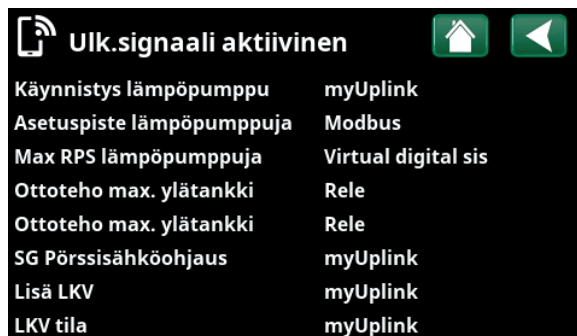 Ulk.signaali aktiivinen
Käynnistys lämpöpumppu myUplink
Asetuspiste lämpöpumppuja Modbus
Max RPS lämpöpumppuja Virtual digital sis
Ottoteho max. ylätankki Rele
Ottoteho max. ylätankki Rele
SG Pörssisähköohjaus myUplink
Lisä LKV myUplink
LKV tila myUplink